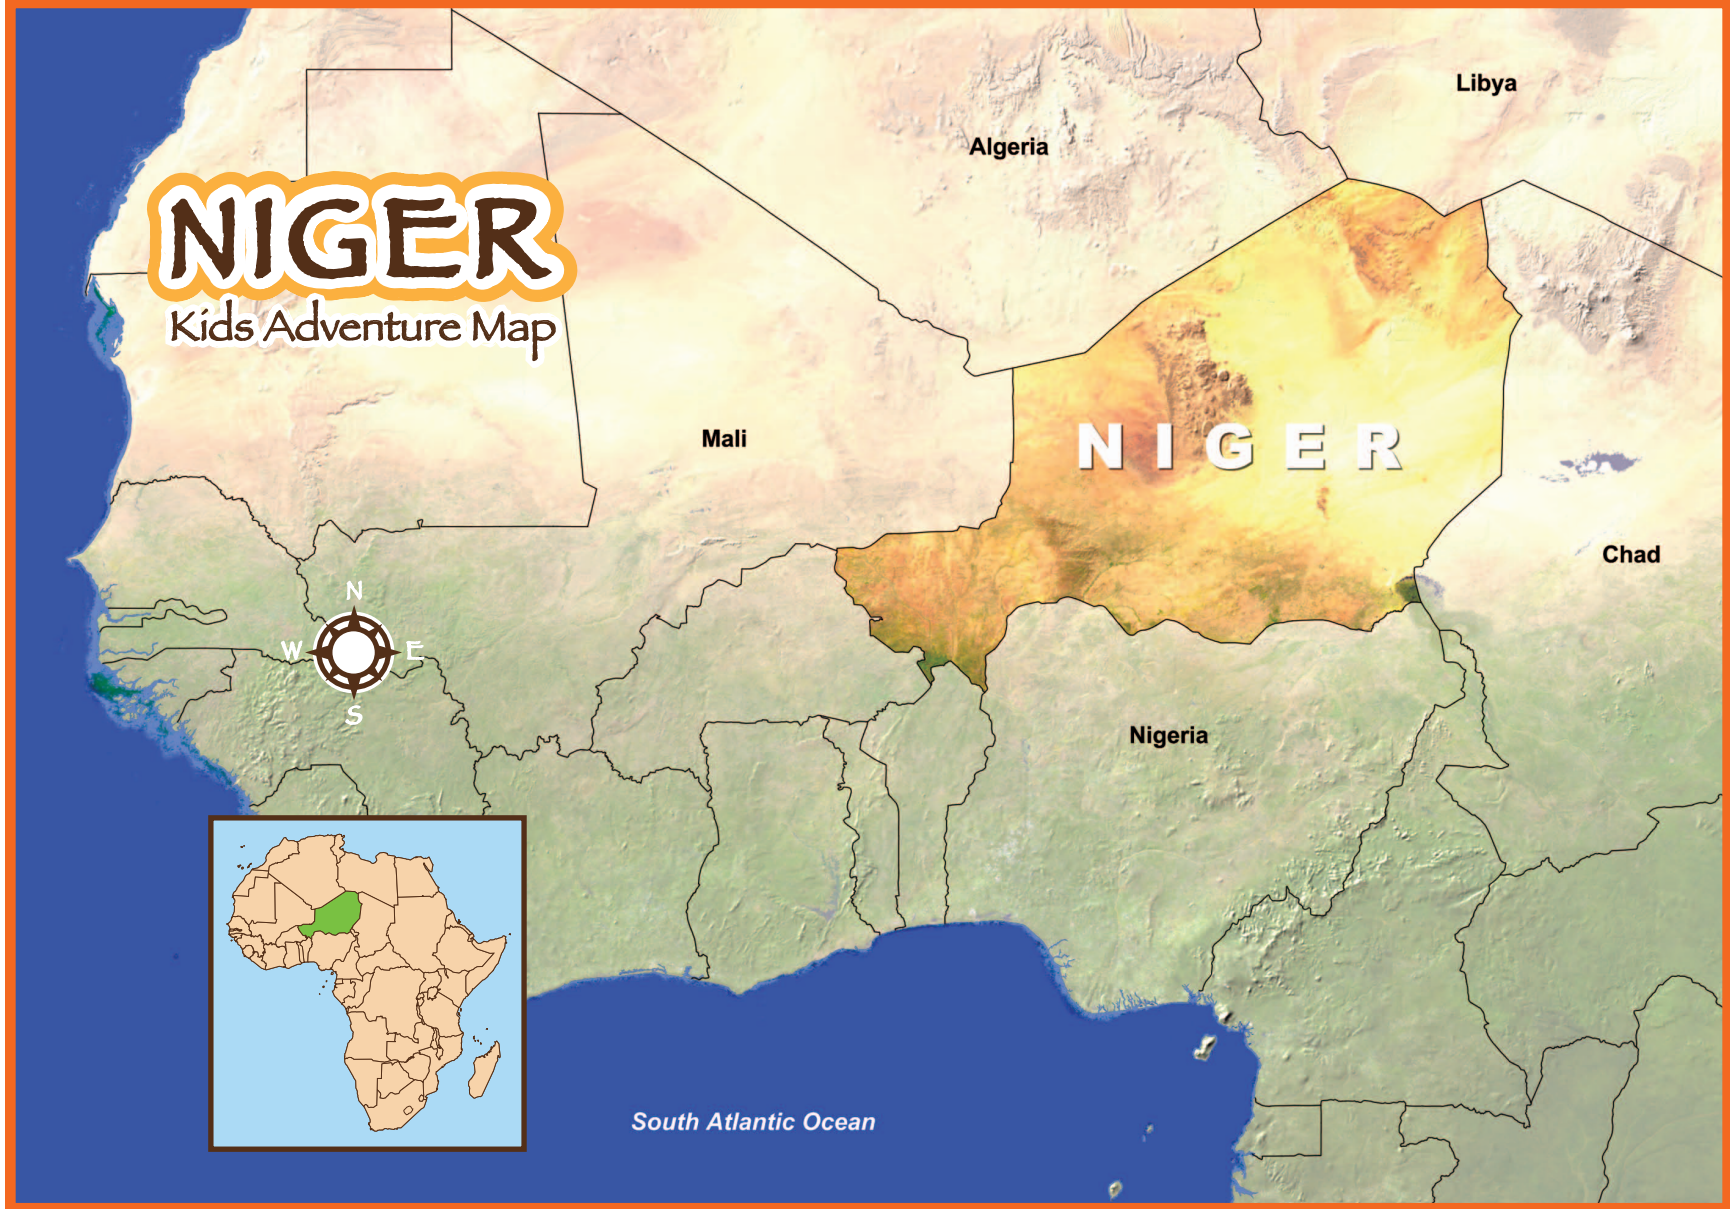 NIGER
Kids Adventure Map
Libya
Algeria
Mali
NIGER
Chad
N
W E
S
Nigeria
South Atlantic Ocean